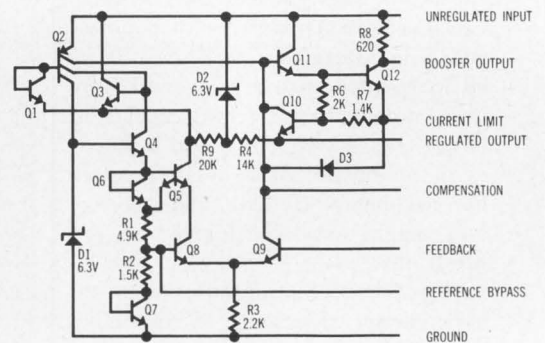 UNREGULATED INPUT
Q2
R8
620
Q11
BOOSTER OUTPUT
D2
6.3V
Q12
Q3
Q10
R6
2K
R7
1.4K
Q1
CURRENT LIMIT
REGULATED OUTPUT
Q4
R9
20K
R4
14K
D3
Q6
Q5
COMPENSATION
R1
4.9K
D1
6.3V
Q8
Q9
FEEDBACK
R2
1.5K
REFERENCE BYPASS
Q7
R3
2.2K
GROUND